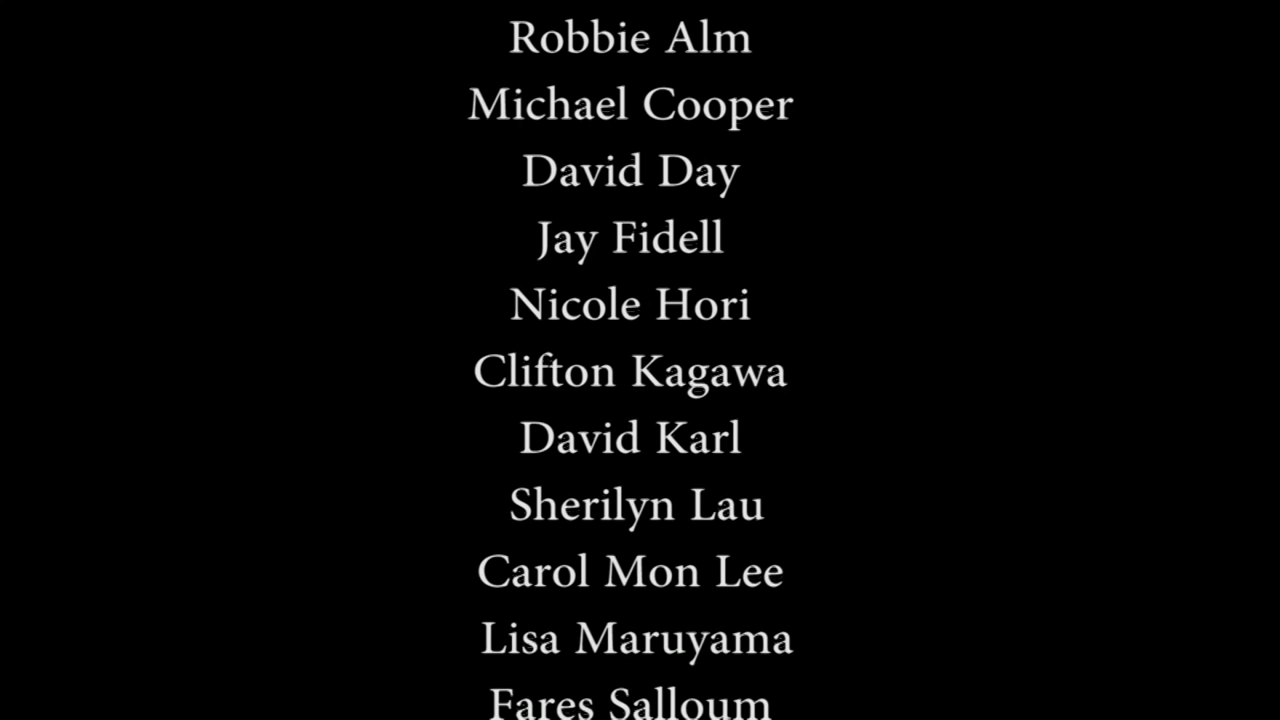 Robbie Alm
Michael Cooper
David Day
Jay Fidell
Nicole Hori
Clifton Kagawa
David Karl
Sherilyn Lau
Carol Mon Lee
Lisa Maruyama
Fares Salloum